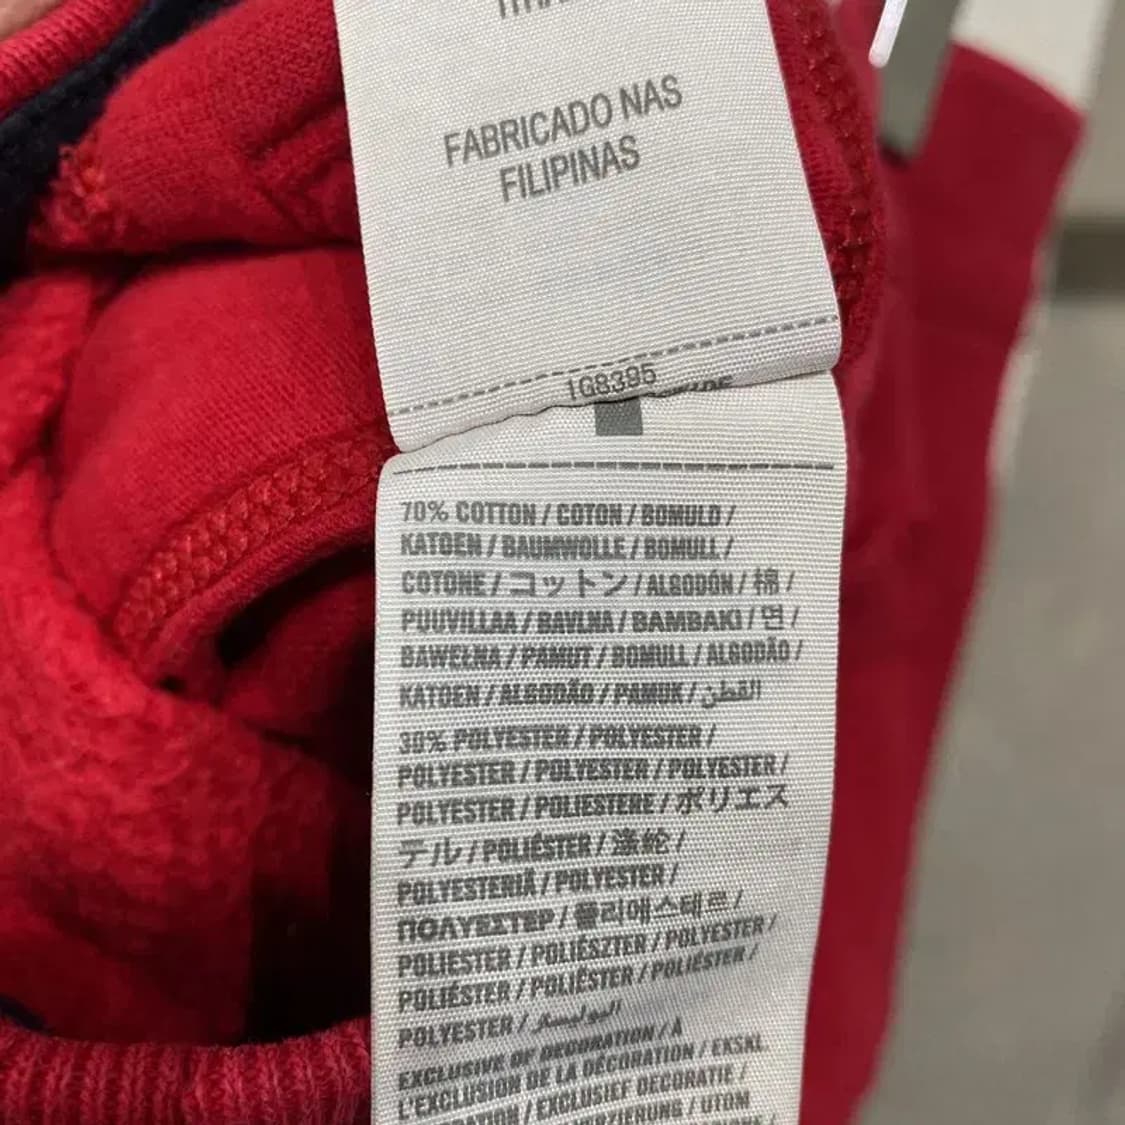 FABRICADO NAS
FILIPINAS
IG8395
70% COTTON / COTON / BOMULD /
KATOEN / BAUMWOLLE / BOMULL /
COTONE / コットン / ALGODÓN / 棉 /
PUUVILLAA / BAVLNA / BAMBAKI / 면 /
BAWEŁNA / PAMUT / BOMULL / ALGODÃO /
KATOEN / ALGODÃO / PAMUK / القطن
30% POLYESTER / POLYESTER /
POLYESTER / POLYESTER / POLYESTER /
POLYESTER / POLIESTERE / ポリエス
テル / POLIÉSTER / 涤纶 /
POLYESTERIÄ / POLYESTER /
ΠΟΛΥΕΣΤΕΡ / 폴리에스테르 /
POLIESTER / POLIÉSZTER / POLYESTER /
POLIÉSTER / POLIÉSTER / POLIÉSTER /
POLYESTER / البوليستر
EXCLUSIVE OF DECORATION / À
L'EXCLUSION DE LA DÉCORATION / EKSKL
/ EXCLUSIEF DECORATIE /
/ UTOM